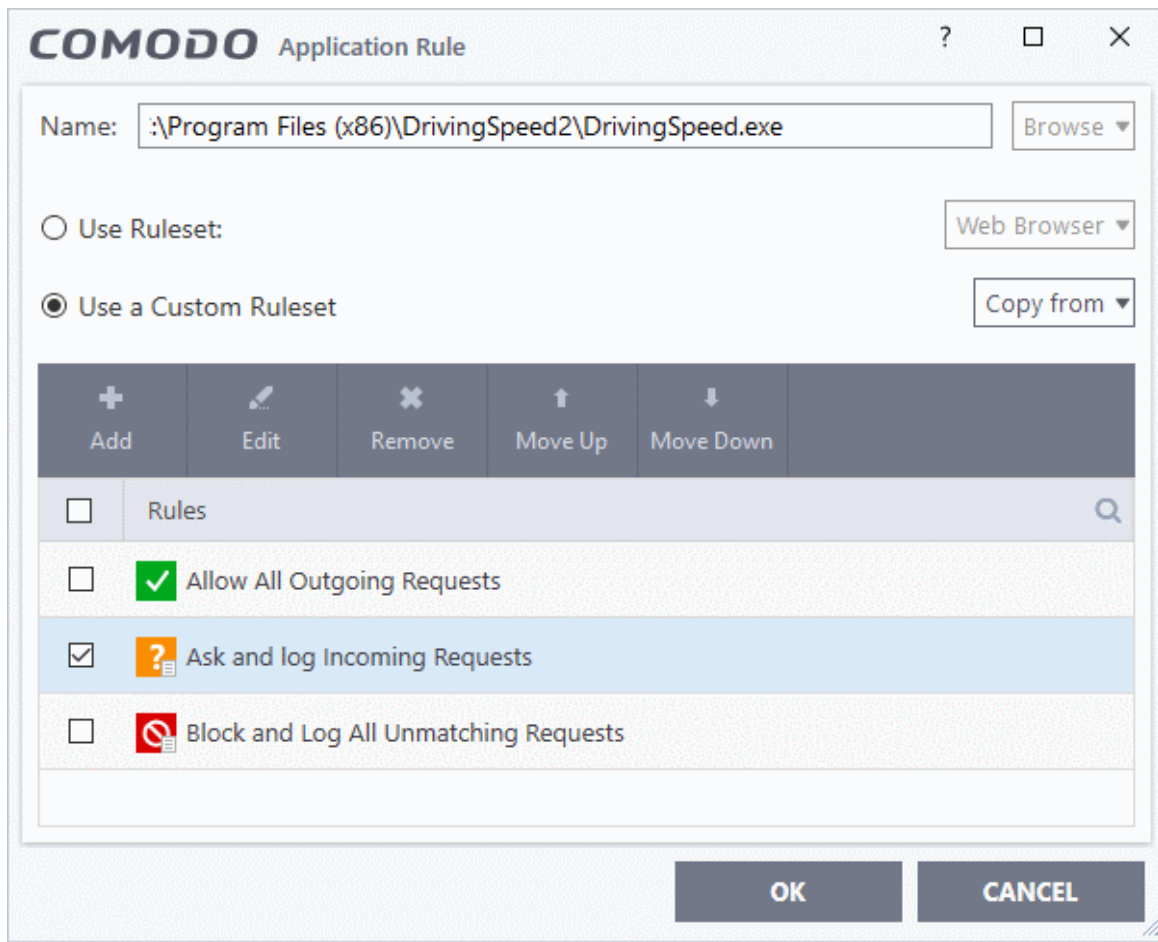 COMODO Application Rule ?
Name: :\Program Files (x86)\DrivingSpeed2\DrivingSpeed.exe Browse
Use Ruleset: Web Browser
Use a Custom Ruleset Copy from
Add Edit Remove Move Up Move Down
Rules
Allow All Outgoing Requests
? Ask and log Incoming Requests
Block and Log All Unmatching Requests
OK CANCEL